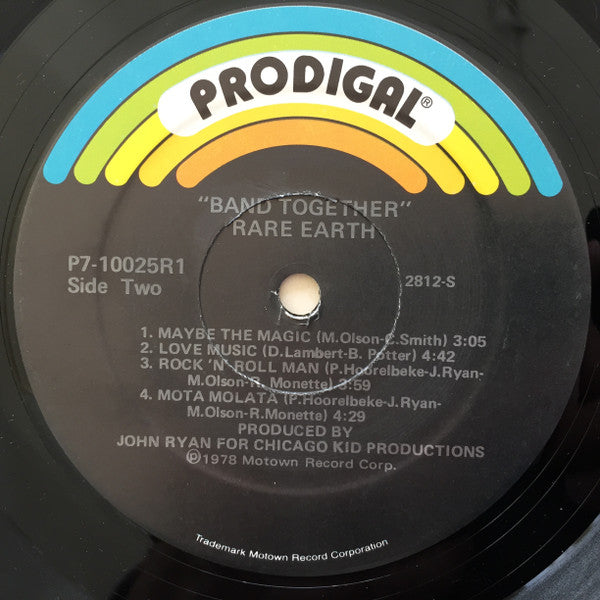 PRODIGAL®
"BAND TOGETHER"
RARE EARTH
P7-10025R1
Side Two
2812-S
1. MAYBE THE MAGIC (M.Olson-C.Smith) 3:05
2. LOVE MUSIC (D.Lambert-B. Potter) 4:42
3. ROCK 'N' ROLL MAN (P.Hoorelbeke-J.Ryan-
M.Olson-R. Monette) 3:59
4. MOTA MOLATA (P.Hoorelbeke-J.Ryan-
M.Olson-R.Monette) 4:29
PRODUCED BY
JOHN RYAN FOR CHICAGO KID PRODUCTIONS
℗1978 Motown Record Corp.
Trademark Motown Record Corporation